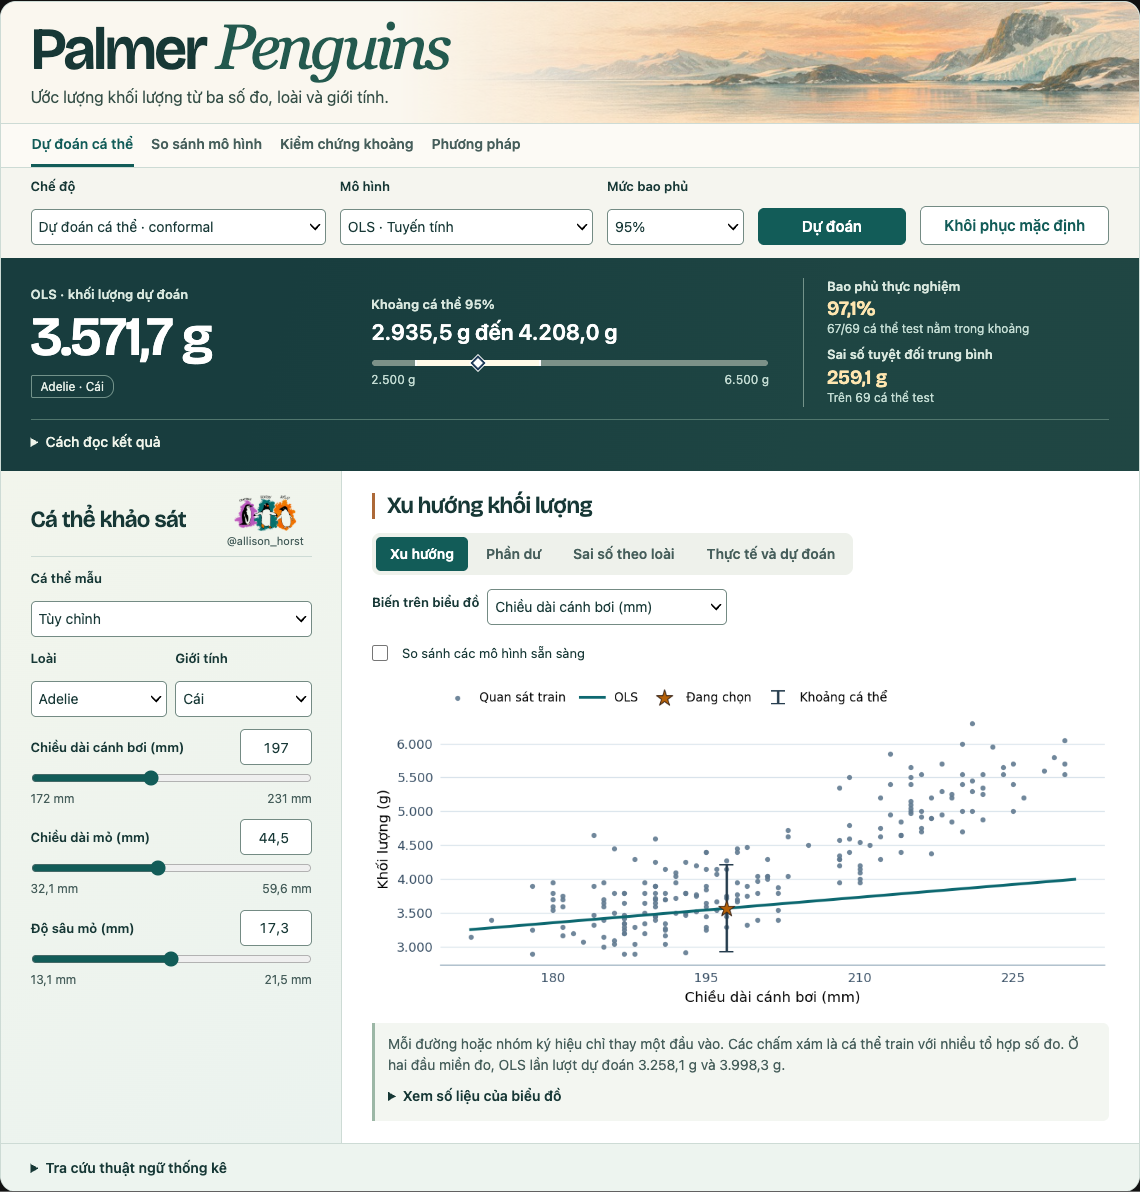 Palmer Penguins
Ước lượng khối lượng từ ba số đo, loài và giới tính.
Dự đoán cá thể So sánh mô hình Kiểm chứng khoảng Phương pháp
Chế độ Mô hình Mức bao phủ
Dự đoán cá thể · conformal OLS · Tuyến tính 95% Dự đoán Khôi phục mặc định
OLS · khối lượng dự đoán
3.571,7 g
Adelie · Cái
Khoảng cá thể 95%
2.935,5 g đến 4.208,0 g
2.500 g 6.500 g
Bao phủ thực nghiệm
97,1%
67/69 cá thể test nằm trong khoảng
Sai số tuyệt đối trung bình
259,1 g
Trên 69 cá thể test
Cách đọc kết quả
Cá thể khảo sát
@allison_horst
Cá thể mẫu
Tùy chỉnh
Loài Giới tính
Adelie Cái
Chiều dài cánh bơi (mm) 197
172 mm 231 mm
Chiều dài mỏ (mm) 44,5
32,1 mm 59,6 mm
Độ sâu mỏ (mm) 17,3
13,1 mm 21,5 mm
Xu hướng khối lượng
Xu hướng Phần dư Sai số theo loài Thực tế và dự đoán
Biến trên biểu đồ Chiều dài cánh bơi (mm)
So sánh các mô hình sẵn sàng
Quan sát train OLS Đang chọn Khoảng cá thể
Khối lượng (g)
6.000
5.500
5.000
4.500
4.000
3.500
3.000
180 195 210 225
Chiều dài cánh bơi (mm)
Mỗi đường hoặc nhóm ký hiệu chỉ thay một đầu vào. Các chấm xám là cá thể train với nhiều tổ hợp số đo. Ở
hai đầu miền đo, OLS lần lượt dự đoán 3.258,1 g và 3.998,3 g.
Xem số liệu của biểu đồ
Tra cứu thuật ngữ thống kê